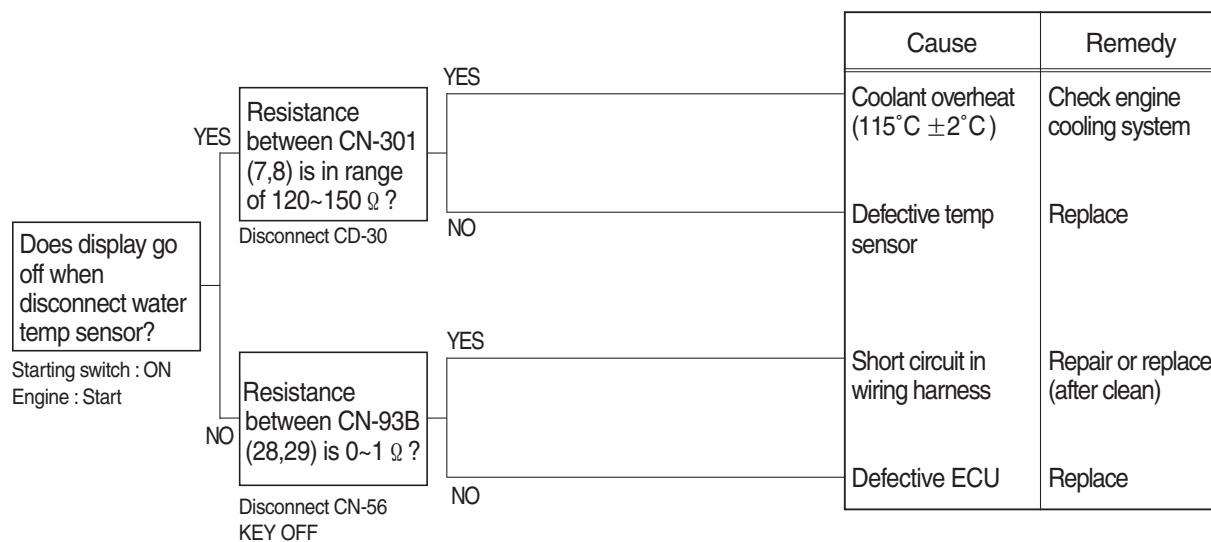 Does display go
off when
disconnect water
temp sensor?
Starting switch : ON
Engine : Start
YES
Resistance
between CN-301
(7,8) is in range
of 120~150 Ω ?
Disconnect CD-30
YES
NO
NO
Resistance
between CN-93B
(28,29) is 0~1 Ω ?
Disconnect CN-56
KEY OFF
YES
NO
Cause Remedy
Coolant overheat Check engine
(115˚C ±2˚C ) cooling system
Defective temp Replace
sensor
Short circuit in Repair or replace
wiring harness (after clean)
Defective ECU Replace